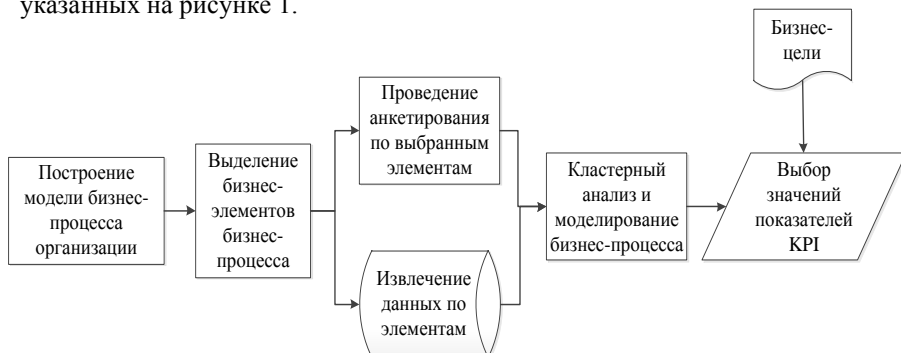 указанных на рисунке 1.
Бизнес-
цели
Построение
модели бизнес-
процесса
организации
Выделение
бизнес-
элементов
бизнес-
процесса
Проведение
анкетирования
по выбранным
элементам
Извлечение
данных по
элементам
Кластерный
анализ и
моделирование
бизнес-процесса
Выбор
значений
показателей
KPI